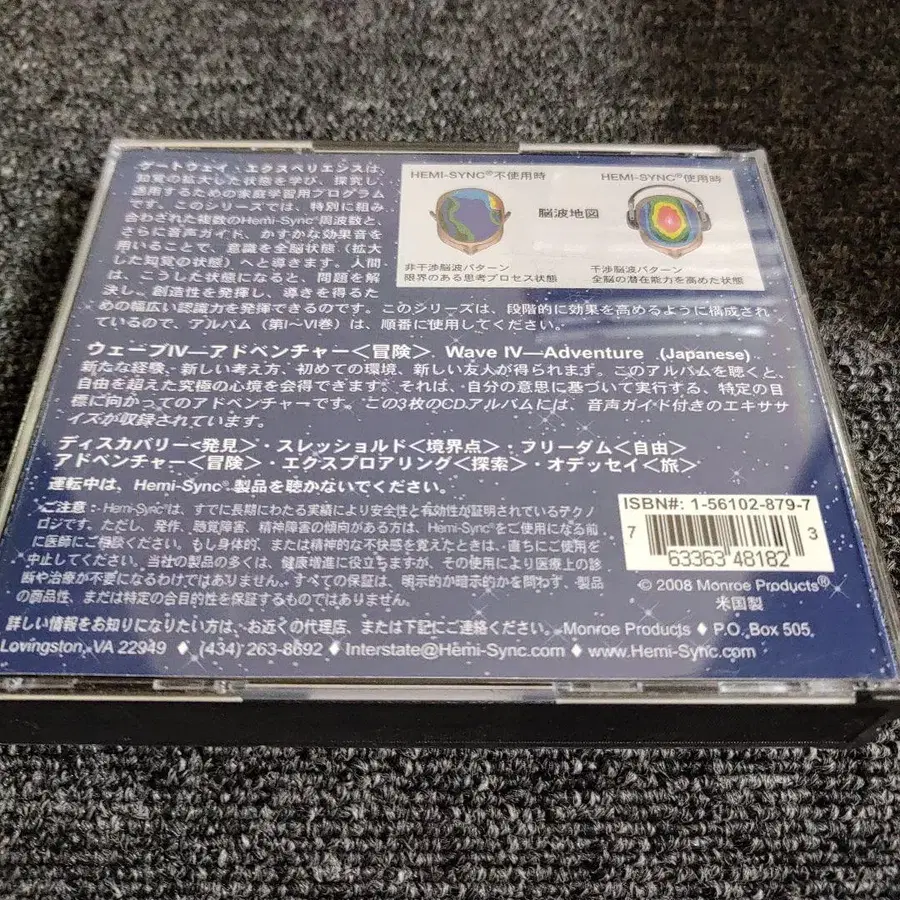 ゲートウェイ、エクスペリエンスは、
知覚の拡大した状態を学び、探究し、
適用するための家庭学習用プログラム
です。このシリーズでは、特別に組み
合わされた複数のHemi-Sync®周波数と、
さらに音声ガイド、かすかな効果音を
用いることで、意識を全脳状態（拡大
した知覚の状態）へと導きます。人間
は、こうした状態になると、問題を解
決し、創造性を発揮し、導きを得るた
めの幅広い認識力を発揮できるのです。このシリーズは、段階的に効果を高めるように構成され
ているので、アルバム（第I～VI巻）は、順番に使用してください。
HEMI-SYNC®不使用時
HEMI-SYNC®使用時
脳波地図
非干渉脳波パターン
限界のある思考プロセス状態
干渉脳波パターン
全脳の潜在能力を高めた状態
ウェーブIV—アドベンチャー＜冒険＞ Wave IV—Adventure (Japanese)
新たな経験、新しい考え方、初めての環境、新しい友人が得られます。このアルバムを聴くと、
自由を超えた究極の心境を会得できます。それは、自分の意思に基づいて実行する、特定の目
標に向かってのアドベンチャーです。この3枚のCDアルバムには、音声ガイド付きのエキササ
イズが収録されています。
ディスカバリー＜発見＞・スレッショルド＜境界点＞・フリーダム＜自由＞
アドベンチャー＜冒険＞・エクスプロアリング＜探索＞・オデッセイ＜旅＞
運転中は、Hemi-Sync®製品を聴かないでください。
ご注意：Hemi-Sync®は、すでに長期にわたる実績により安全性と有効性が証明されているテクノ
ロジです。ただし、発作、聴覚障害、精神障害の傾向がある方は、Hemi-Sync®をご使用になる前
に医師にご相談ください。もし身体的、または精神的な不快感を覚えたときは、直ちにご使用を
中止してください。当社の製品の多くは、健康増進に役立ちますが、その使用により医療上の診
断や治療が不要になるわけではありません。すべての保証は、明示的か暗示的かを問わず、製品
の商品性、または特定の合目的性を保証するものではありません。
ISBN#: 1-56102-879-7
7 63363 48182 3
© 2008 Monroe Products®
米国製
詳しい情報をお知りになりたい方は、お近くの代理店、または下記にご連絡ください。Monroe Products ♦ P.O. Box 505,
Lovingston, VA 22949 ♦ (434) 263-8692 ♦ Interstate@Hemi-Sync.com ♦ www.Hemi-Sync.com